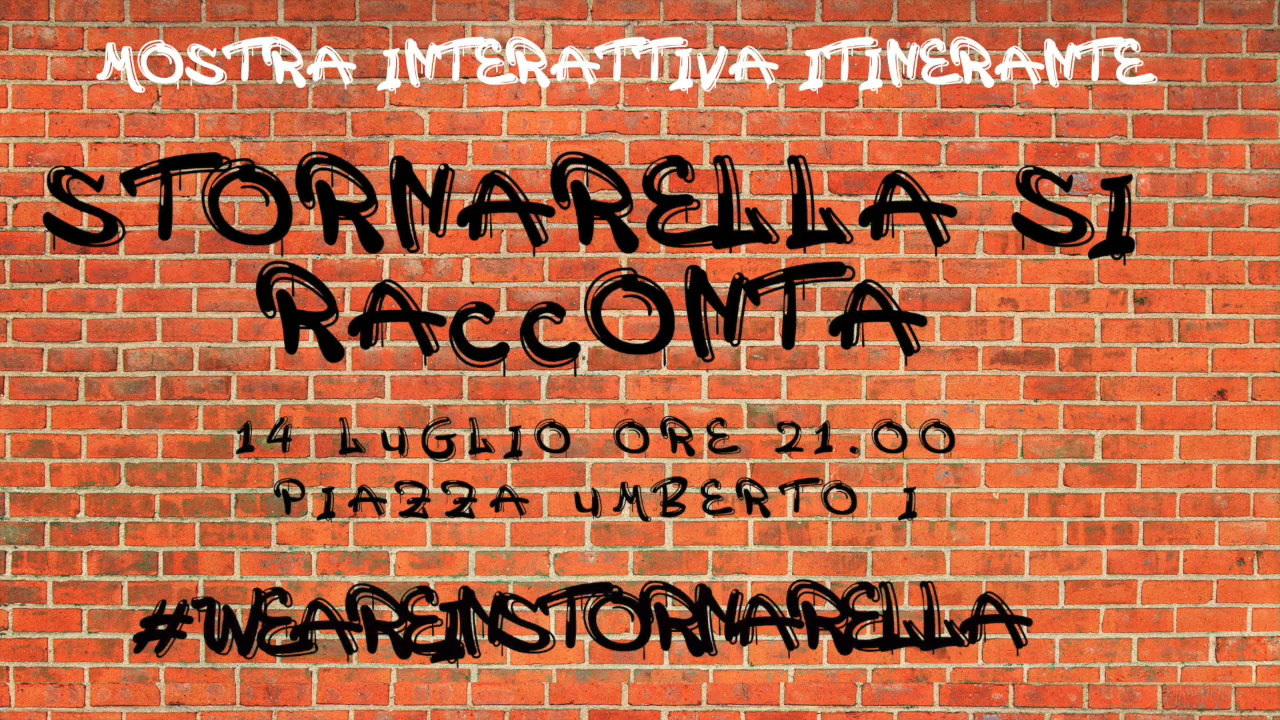 MOSTRA INTERATTIVA ITINERANTE
STORNARELLA SI
RACCONTA
14 LUGLIO ORE 21.00
PIAZZA UMBERTO I
#WEAREINSTORNARELLA